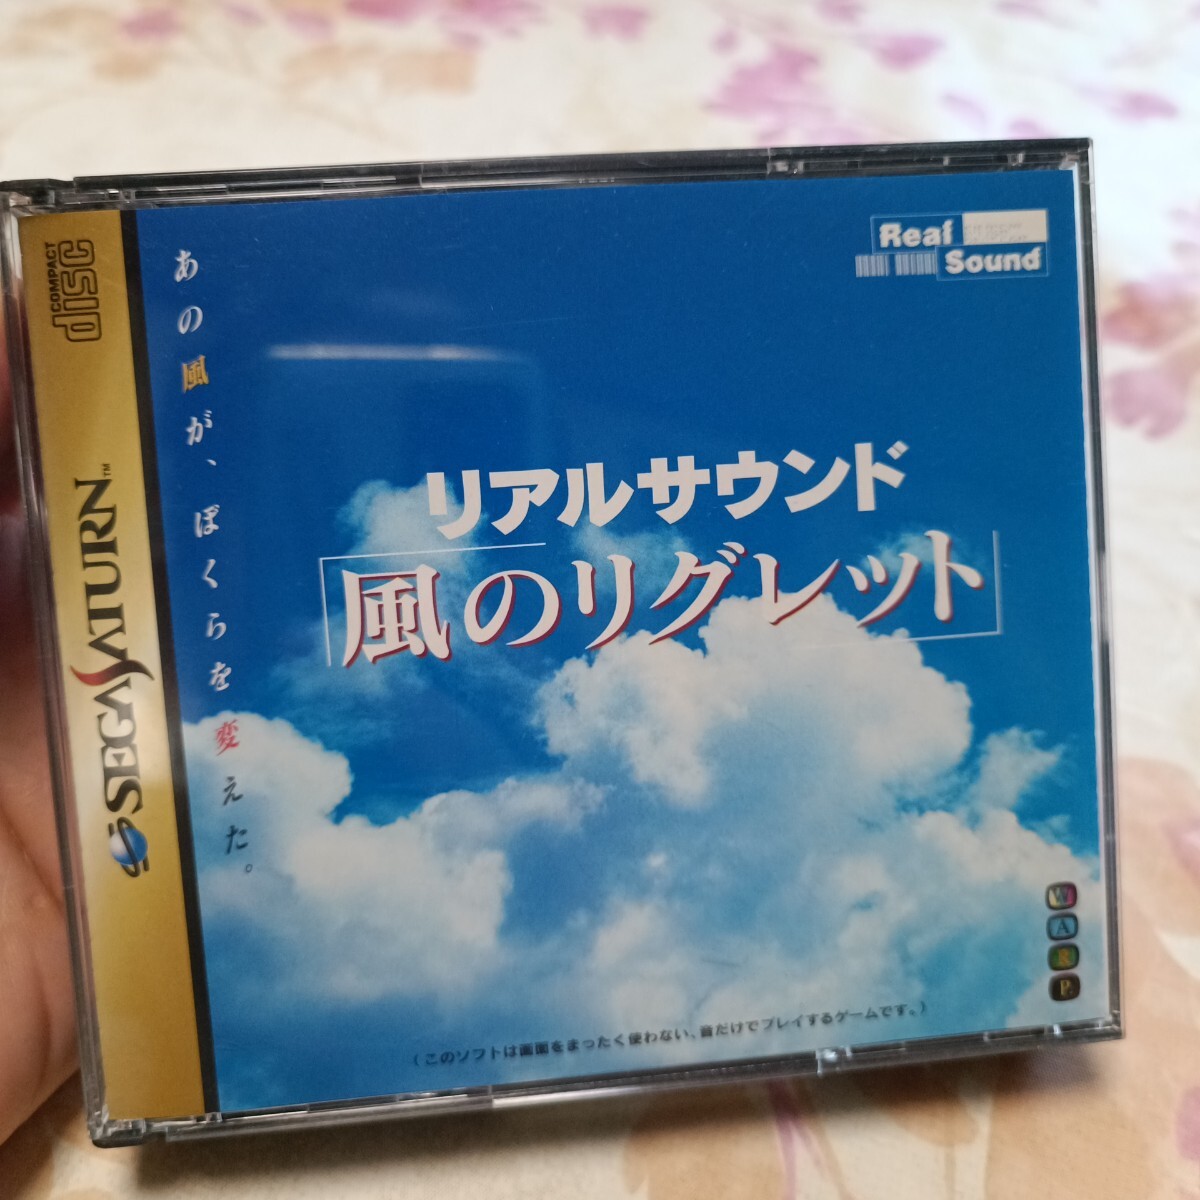 COMPACT
disc
SEGA SATURN™
あの風が、ぼくらを変えた。
Real
Sound
リアルサウンド
風のリグレット
W
A
R
P
(このソフトは画面をまったく使わない、音だけでプレイするゲームです。)